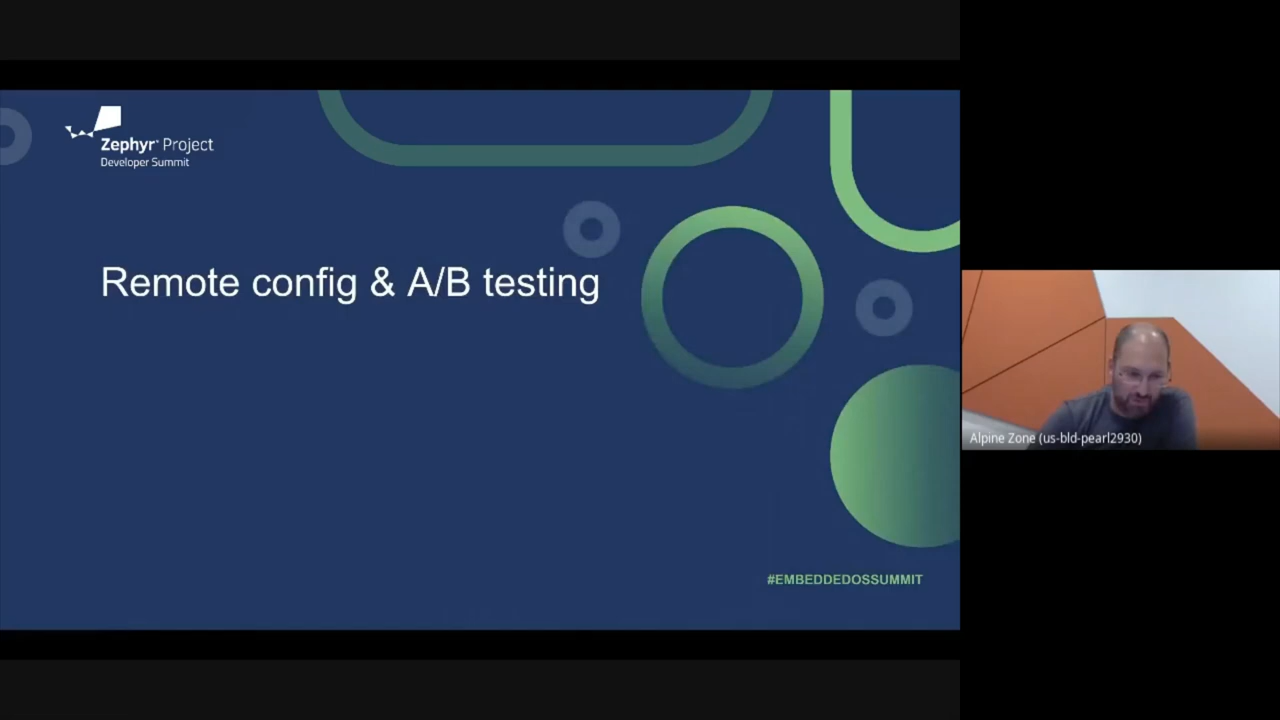 Zephyr® Project
Developer Summit
Remote config & A/B testing
#EMBEDDEDOSSUMMIT
Alpine Zone (us-bld-pearl2930)